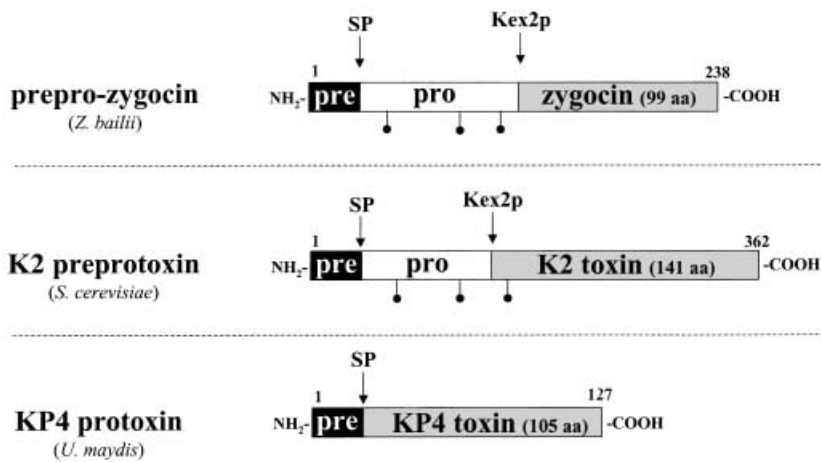 SP Kex2p
1 238
prepro-zygocin NH2- pre pro zygocin (99 aa) -COOH
(Z. bailii)
SP Kex2p
1 362
K2 preprotoxin NH2- pre pro K2 toxin (141 aa) -COOH
(S. cerevisiae)
SP
1 127
KP4 protoxin NH2- pre KP4 toxin (105 aa) -COOH
(U. maydis)